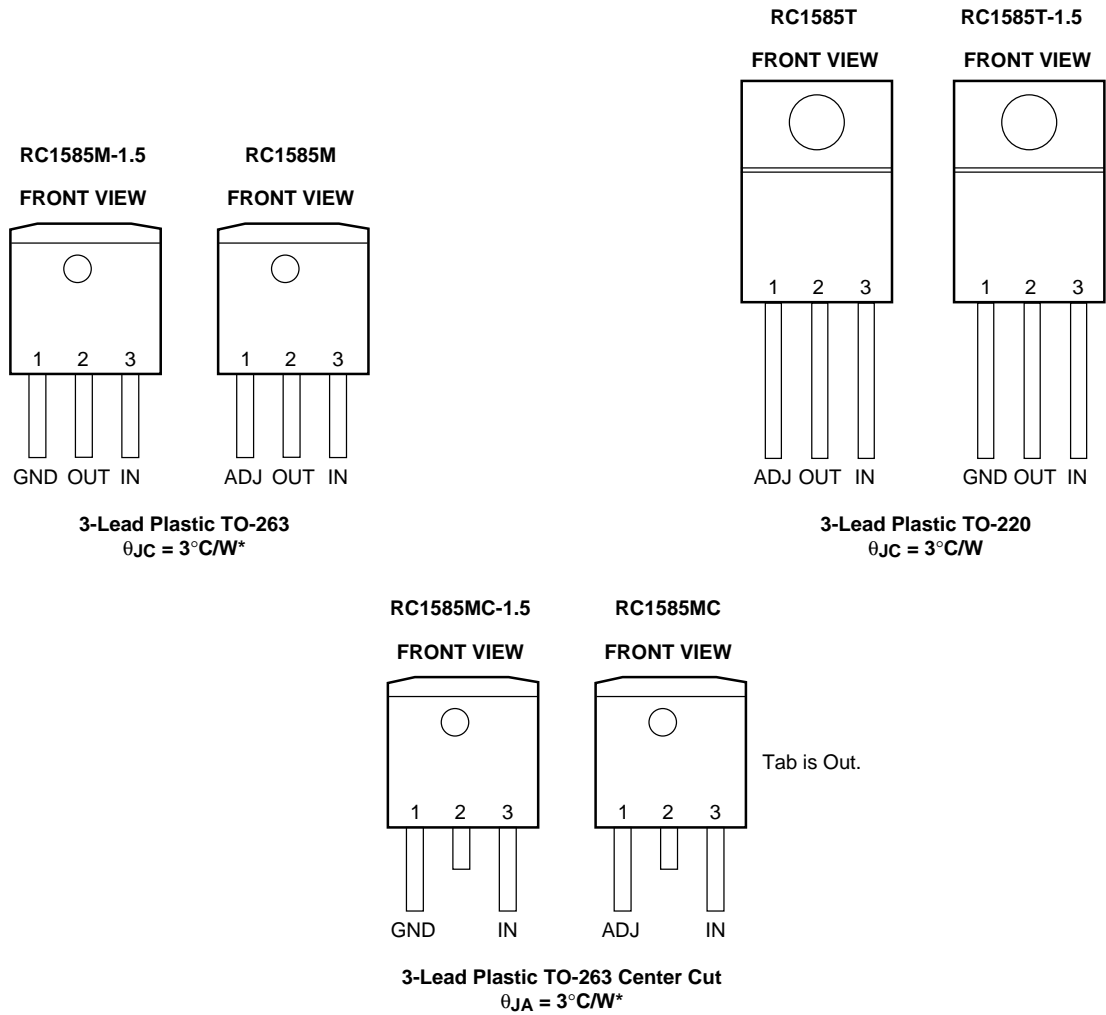 RC1585T RC1585T-1.5
FRONT VIEW FRONT VIEW
1 2 3 1 2 3
ADJ OUT IN GND OUT IN
3-Lead Plastic TO-220
θJC = 3°C/W
RC1585M-1.5 RC1585M
FRONT VIEW FRONT VIEW
1 2 3 1 2 3
GND OUT IN ADJ OUT IN
3-Lead Plastic TO-263
θJC = 3°C/W*
RC1585MC-1.5 RC1585MC
FRONT VIEW FRONT VIEW
Tab is Out.
1 2 3 1 2 3
GND IN ADJ IN
3-Lead Plastic TO-263 Center Cut
θJA = 3°C/W*